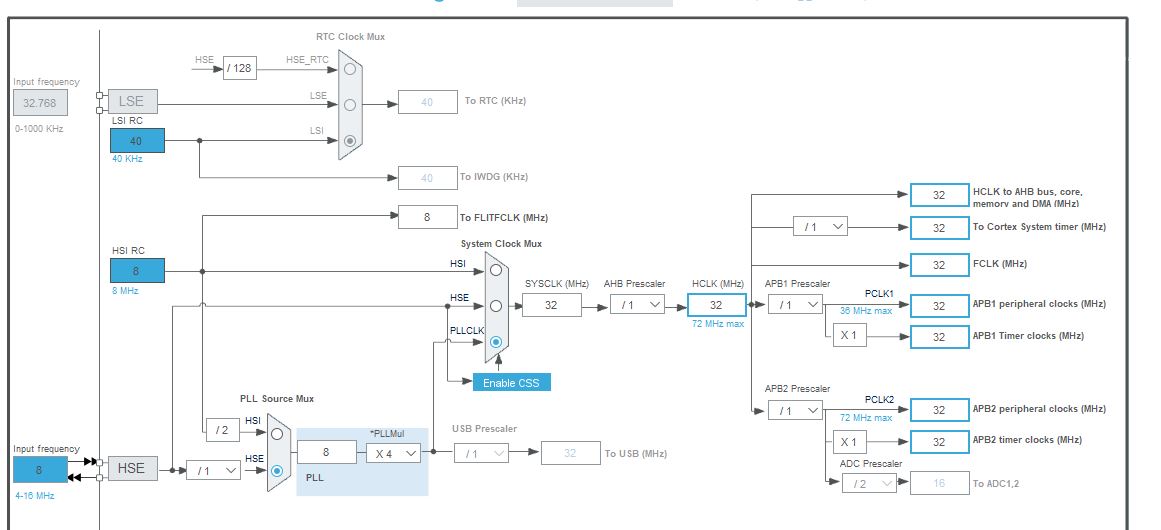 RTC Clock Mux
HSE
/ 128
HSE_RTC
Input frequency
32.768
0-1000 KHz
LSE
LSE
40
To RTC (KHz)
LSI RC
40
40 KHz
LSI
40
To IWDG (KHz)
8
To FLITFCLK (MHz)
HSI RC
8
8 MHz
System Clock Mux
HSI
HSE
PLLCLK
Enable CSS
SYSCLK (MHz)
32
AHB Prescaler
/ 1
HCLK (MHz)
32
72 MHz max
32
HCLK to AHB bus, core,
memory and DMA (MHz)
/ 1
32
To Cortex System timer (MHz)
32
FCLK (MHz)
APB1 Prescaler
/ 1
PCLK1
36 MHz max
32
APB1 peripheral clocks (MHz)
X 1
32
APB1 Timer clocks (MHz)
APB2 Prescaler
/ 1
PCLK2
72 MHz max
32
APB2 peripheral clocks (MHz)
X 1
32
APB2 timer clocks (MHz)
ADC Prescaler
/ 2
16
To ADC1,2
PLL Source Mux
/ 2
HSI
Input frequency
8
4-16 MHz
HSE
/ 1
HSE
8
*PLLMul
X 4
PLL
USB Prescaler
/ 1
32
To USB (MHz)